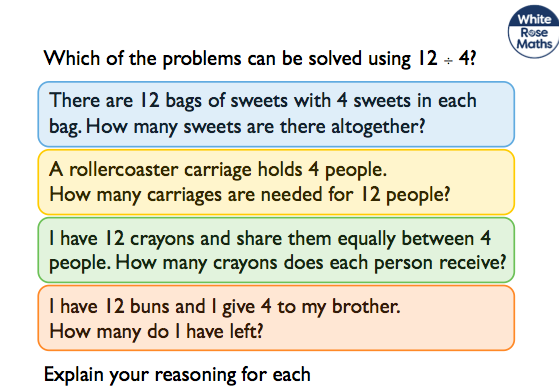 White
Rose
Maths
Which of the problems can be solved using 12 ÷ 4?
There are 12 bags of sweets with 4 sweets in each
bag. How many sweets are there altogether?
A rollercoaster carriage holds 4 people.
How many carriages are needed for 12 people?
I have 12 crayons and share them equally between 4
people. How many crayons does each person receive?
I have 12 buns and I give 4 to my brother.
How many do I have left?
Explain your reasoning for each